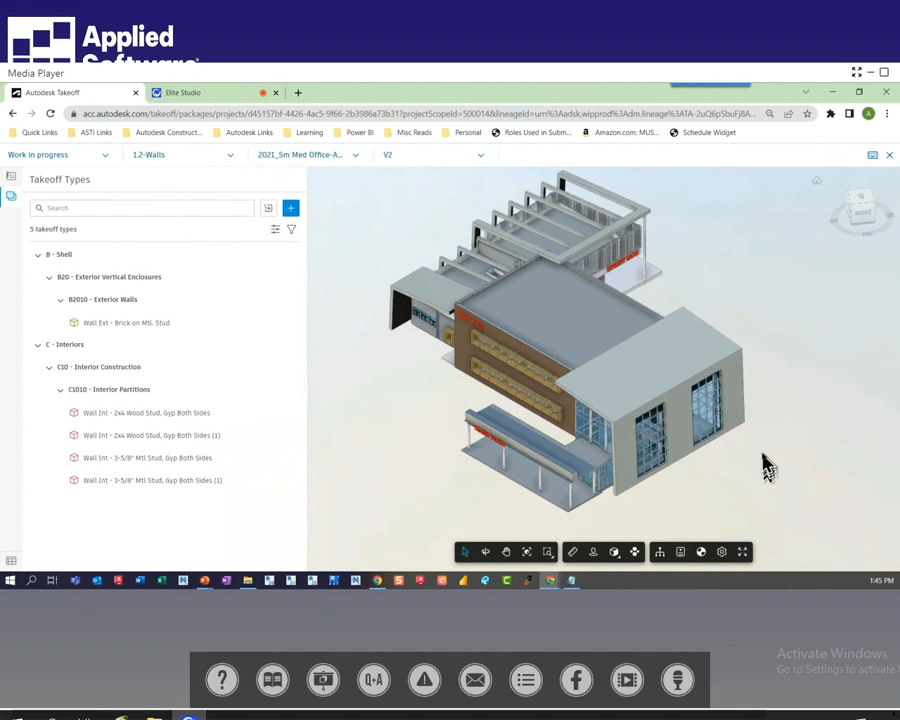 Applied
Software
Media Player
Autodesk Takeoff
Elite Studio
acc.autodesk.com/takeoff/packages/projects/d45157bf-4426-4ac5-9f66-2b3986a73b31?projectScopeId=500014&lineageId=urn%3Aadsk.wipprod%3Adm.lineage%3ATA-2uQ6pSbuFj8A...
Quick Links
ASTI Links
Autodesk Construct...
Autodesk Links
Learning
Power BI
Misc Reads
Personal
Roles Used in Subm...
Amazon.com: MUS...
Schedule Widget
Work in progress
1.2-Walls
2021_Sm Med Office-A...
V2
Takeoff Types
Search
5 takeoff types
B - Shell
B20 - Exterior Vertical Enclosures
B2010 - Exterior Walls
Wall Ext - Brick on Mtl. Stud
C - Interiors
C10 - Interior Construction
C1010 - Interior Partitions
Wall Int - 2x4 Wood Stud, Gyp Both Sides
Wall Int - 2x4 Wood Stud, Gyp Both Sides (1)
Wall Int - 3-5/8" Mtl Stud, Gyp Both Sides
Wall Int - 3-5/8" Mtl Stud, Gyp Both Sides (1)
RIGHT
1:45 PM
Q+A
Activate Windows
Go to Settings to activate